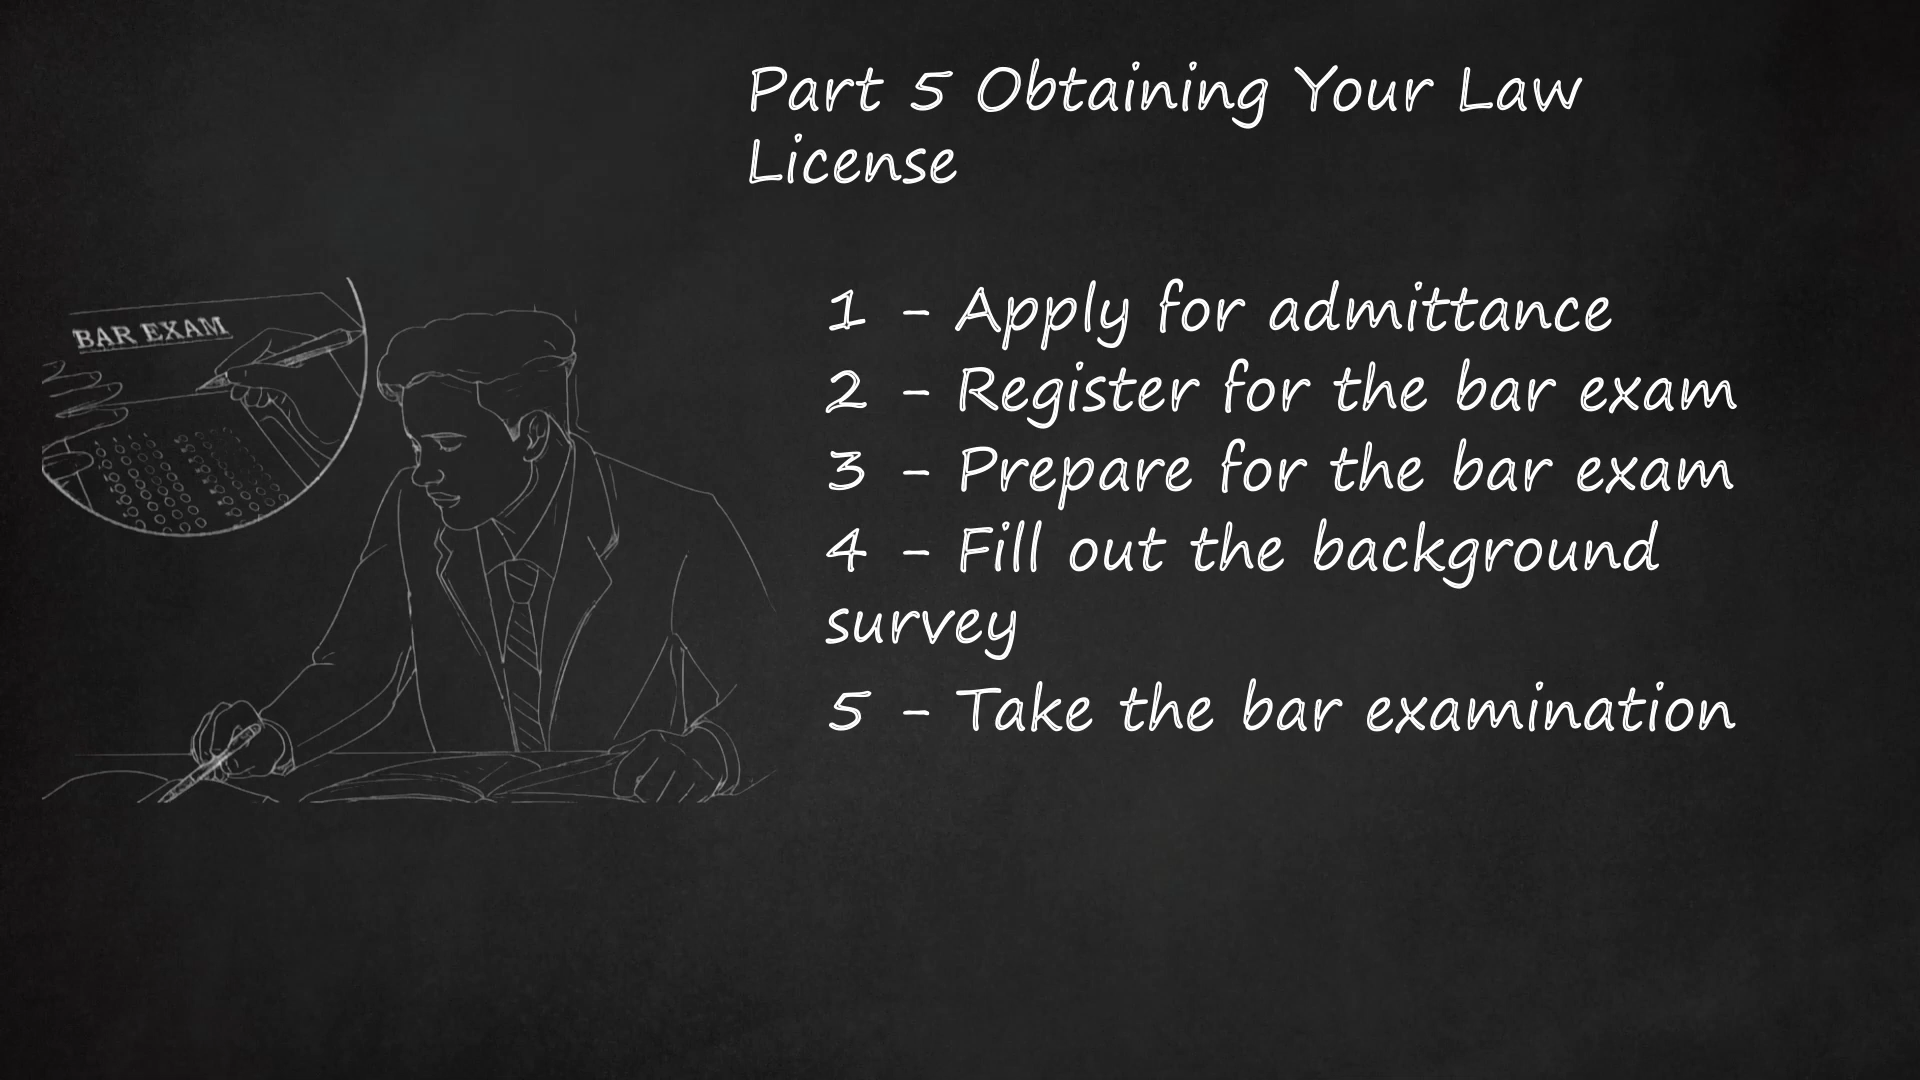 Part 5 Obtaining Your Law
License
BAR EXAM
1 - Apply for admittance
2 - Register for the bar exam
3 - Prepare for the bar exam
4 - Fill out the background
survey
5 - Take the bar examination